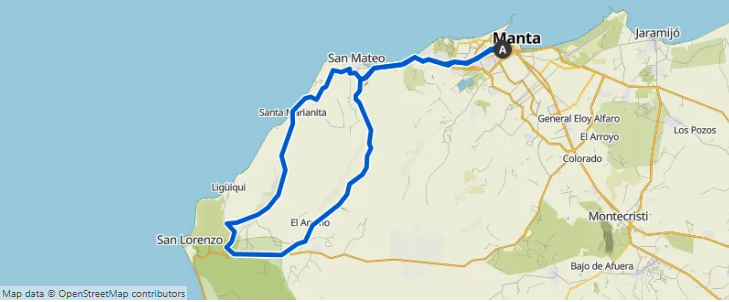 Manta
A
Jaramijó
San Mateo
Santa Marianita
General Eloy Alfaro
El Arroyo
Los Pozos
Colorado
Ligüiqui
El Aromo
San Lorenzo
Montecristi
Bajo de Afuera
Map data © OpenStreetMap contributors